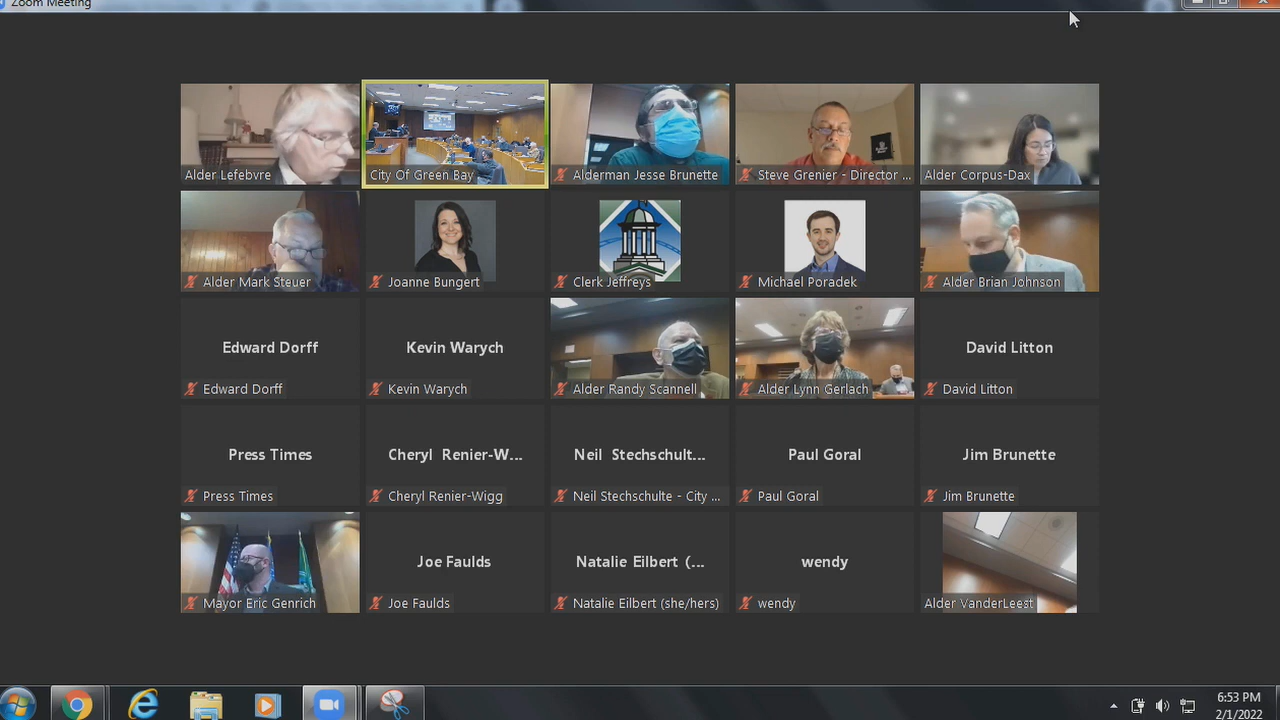 Zoom Meeting
Alder Lefebvre
City Of Green Bay
Alderman Jesse Brunette
Steve Grenier - Director ...
Alder Corpus-Dax
Alder Mark Steuer
Joanne Bungert
Clerk Jeffreys
Michael Poradek
Alder Brian Johnson
Edward Dorff
Kevin Warych
David Litton
Edward Dorff
Kevin Warych
Alder Randy Scannell
Alder Lynn Gerlach
David Litton
Press Times
Cheryl Renier-W...
Neil Stechschult...
Paul Goral
Jim Brunette
Press Times
Cheryl Renier-Wigg
Neil Stechschulte - City ...
Paul Goral
Jim Brunette
Joe Faulds
Natalie Eilbert (...
wendy
Mayor Eric Genrich
Joe Faulds
Natalie Eilbert (she/hers)
wendy
Alder VanderLeest
6:53 PM
2/1/2022